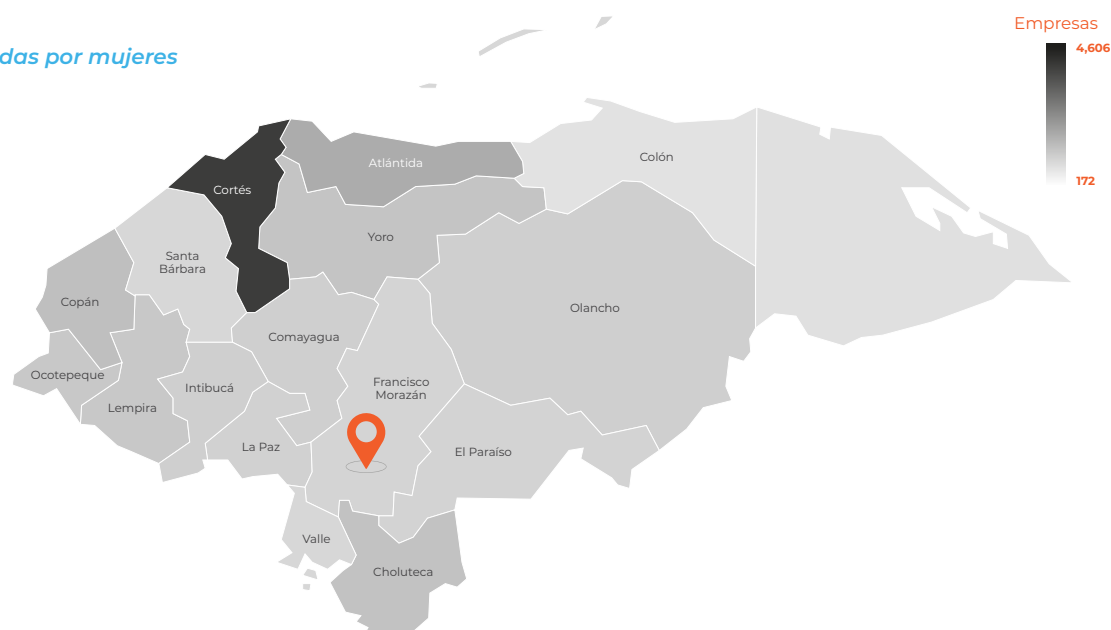 Empresas
4,606
das por mujeres
172
Colón
Atlántida
Cortés
Yoro
Santa
Bárbara
Copán
Olancho
Comayagua
Ocotepeque
Francisco
Morazán
Intibucá
Lempira
La Paz
El Paraíso
Valle
Choluteca